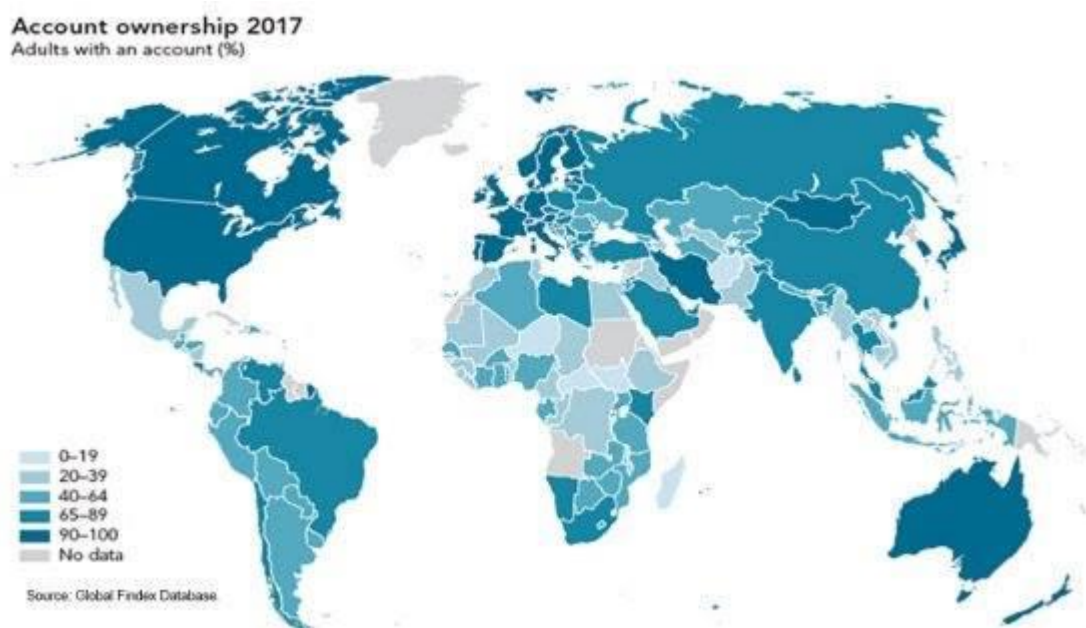 Account ownership 2017
Adults with an account (%)
0–19
20–39
40–64
65–89
90–100
No data
Source: Global Findex Database